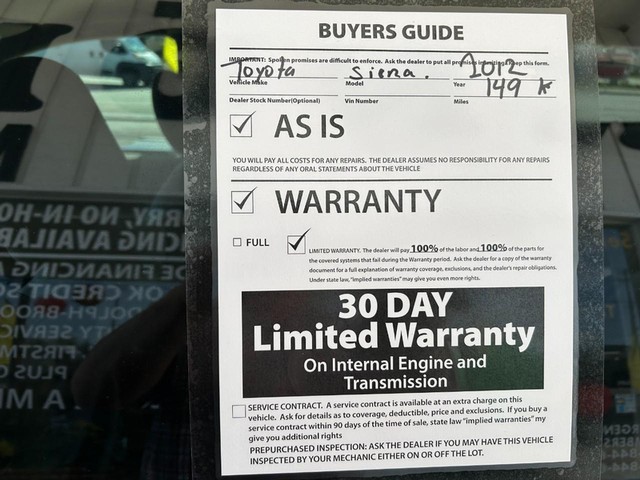 BUYERS GUIDE
IMPORTANT: Spoken promises are difficult to enforce. Ask the dealer to put all promises in writing. Keep this form.
Toyota Siena. 2012
Vehicle Make Model Year
149 K
Dealer Stock Number(Optional) Vin Number Miles
AS IS
YOU WILL PAY ALL COSTS FOR ANY REPAIRS. THE DEALER ASSUMES NO RESPONSIBILITY FOR ANY REPAIRS
REGARDLESS OF ANY ORAL STATEMENTS ABOUT THE VEHICLE
WARRANTY
FULL
LIMITED WARRANTY. The dealer will pay 100% of the labor and 100% of the parts for
the covered systems that fail during the Warranty period. Ask the dealer for a copy of the warranty
document for a full explanation of warranty coverage, exclusions, and the dealer's repair obligations.
Under state law, "implied warranties" may give you even more rights.
30 DAY
Limited Warranty
On Internal Engine and
Transmission
SERVICE CONTRACT. A service contract is available at an extra charge on this
vehicle. Ask for details as to coverage, deductible, price and exclusions. If you buy a
service contract within 90 days of the time of sale, state law "implied warranties" my
give you additional rights
PREPURCHASED INSPECTION: ASK THE DEALER IF YOU MAY HAVE THIS VEHICLE
INSPECTED BY YOUR MECHANIC EITHER ON OR OFF THE LOT.